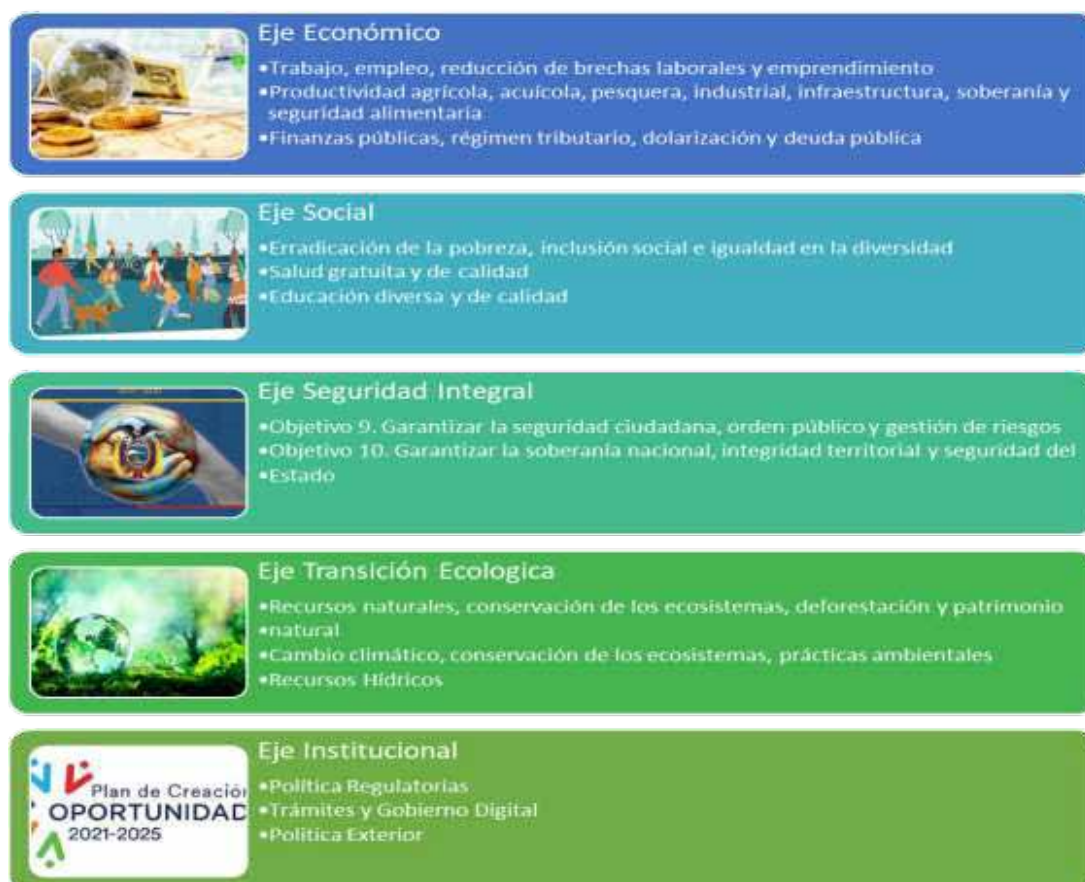 Eje Económico
•Trabajo, empleo, reducción de brechas laborales y emprendimiento
•Productividad agrícola, acuícola, pesquera, industrial, infraestructura, soberanía y
seguridad alimentaria
•Finanzas públicas, régimen tributario, dolarización y deuda pública
Eje Social
•Erradicación de la pobreza, inclusión social e igualdad en la diversidad
•Salud gratuita y de calidad
•Educación diversa y de calidad
Eje Seguridad Integral
•Objetivo 9. Garantizar la seguridad ciudadana, orden público y gestión de riesgos
•Objetivo 10. Garantizar la soberanía nacional, integridad territorial y seguridad del
•Estado
Eje Transición Ecologica
•Recursos naturales, conservación de los ecosistemas, deforestación y patrimonio
•natural
•Cambio climático, conservación de los ecosistemas, prácticas ambientales
•Recursos Hídricos
Eje Institucional
Plan de Creación
OPORTUNIDAD
2021-2025
•Política Regulatorias
•Trámites y Gobierno Digital
•Política Exterior